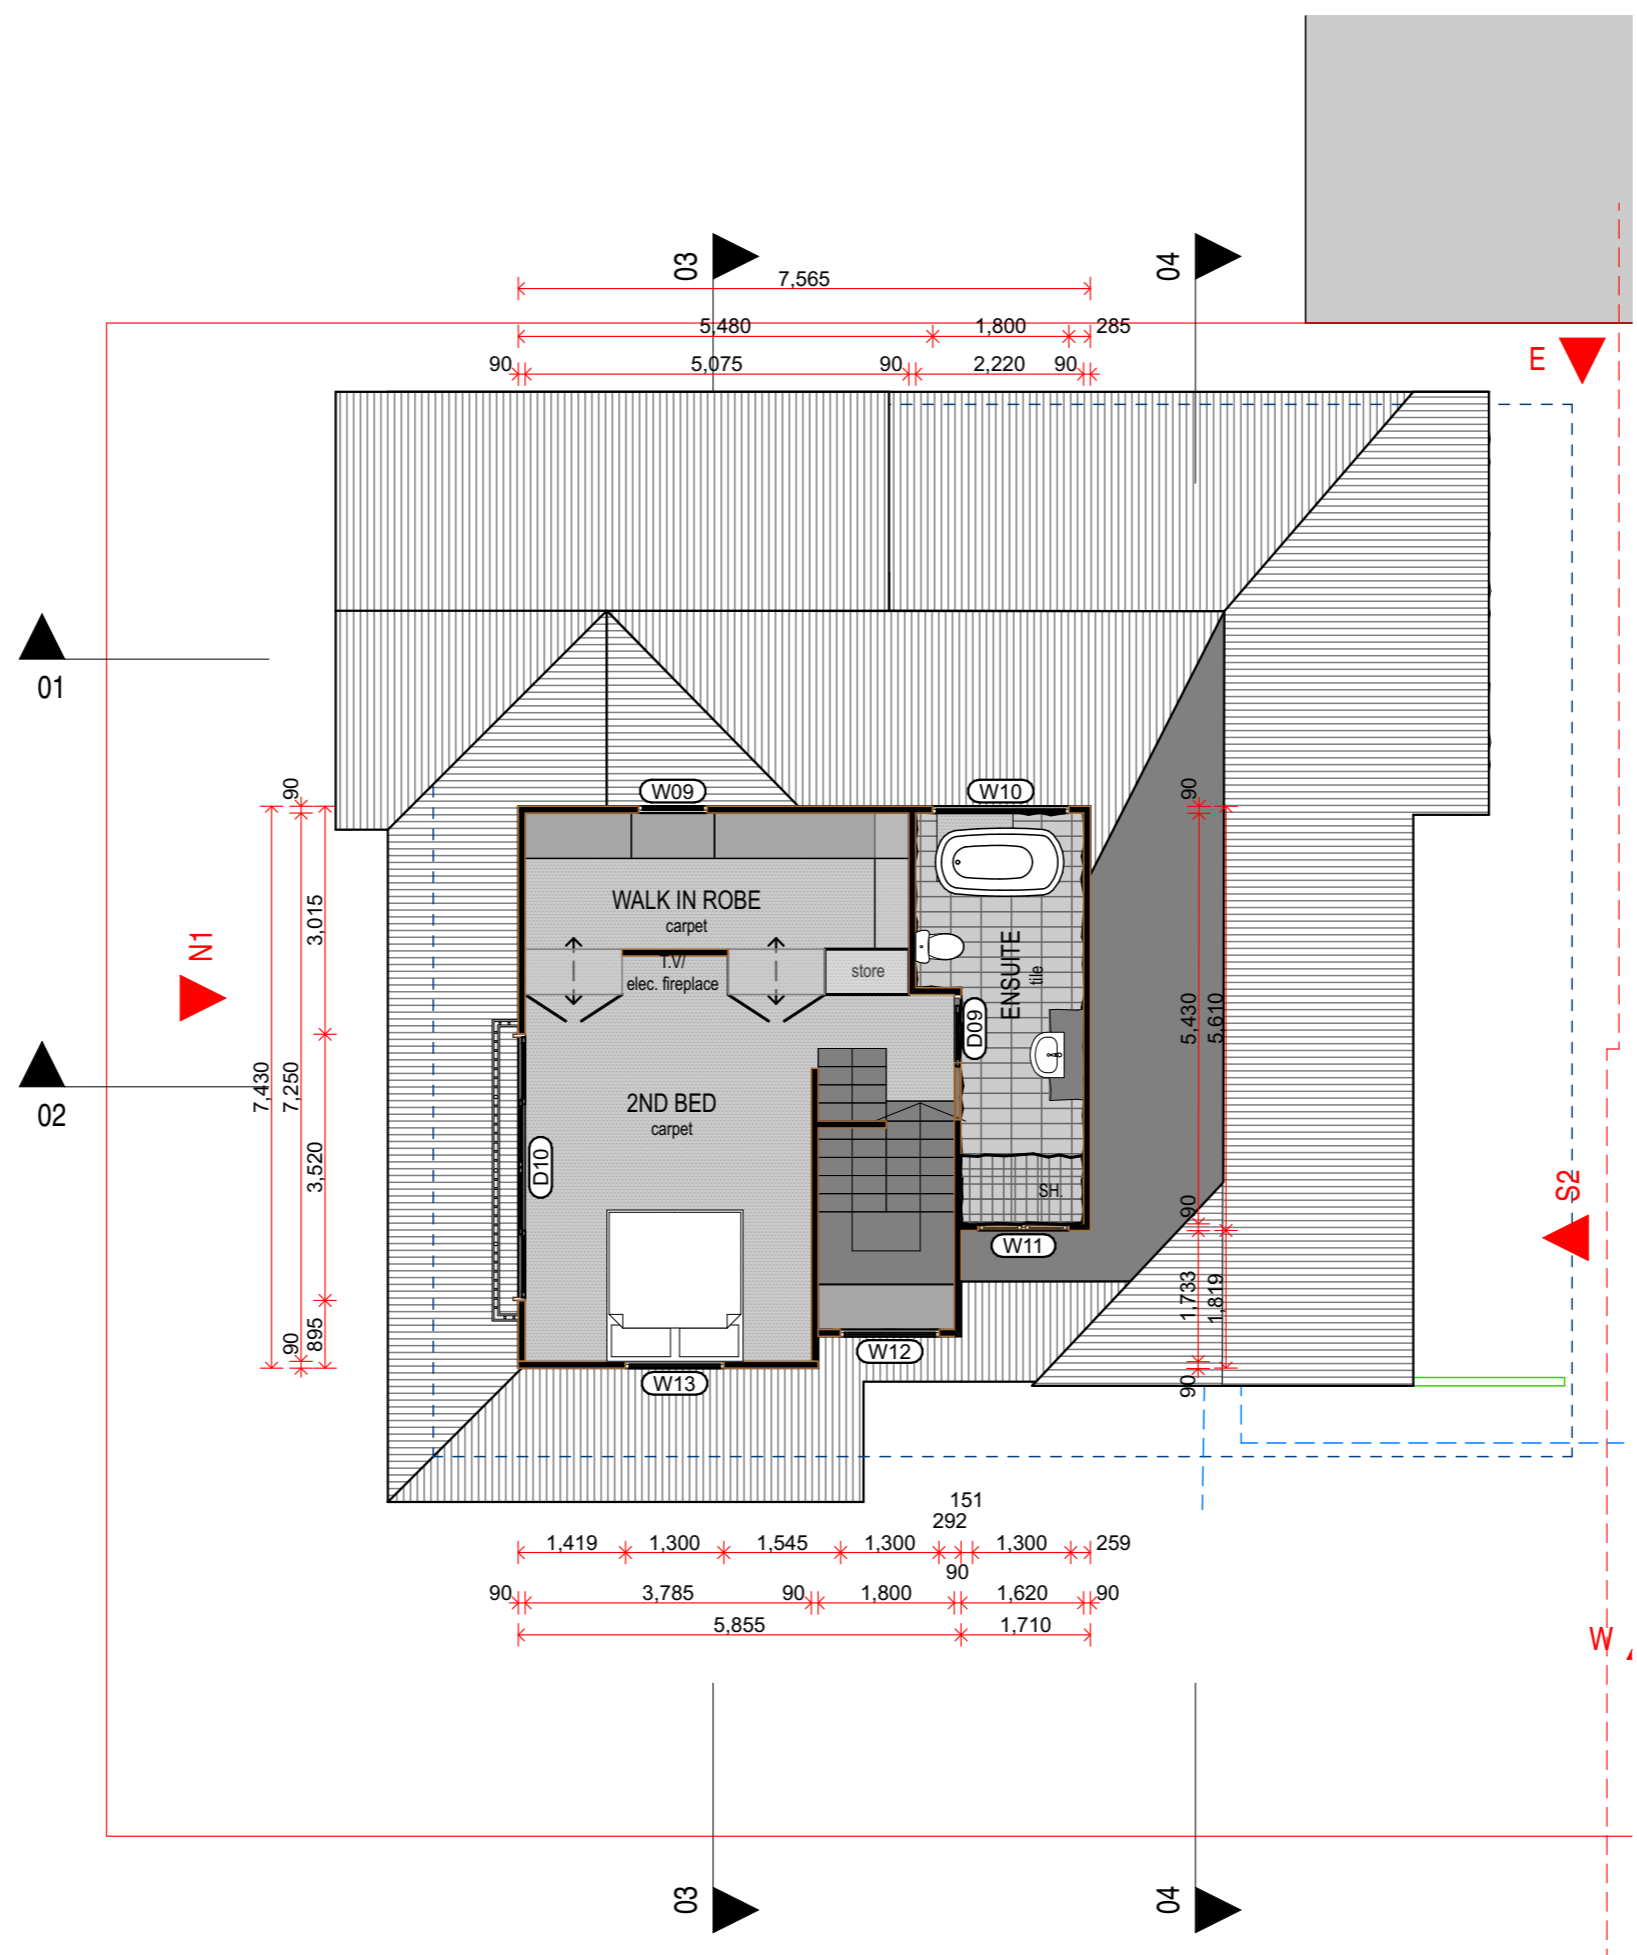 03
04
7,565
5,480 1,800 285
90 5,075 90 2,220 90
E
01
90
W09
W10
90
WALK IN ROBE
carpet
3,015
N1
T.V/
elec. fireplace
store
ENSUITE
tile
D09
5,430
5,610
7,430
7,250
02
2ND BED
carpet
3,520
D10
SH.
S2
90
W11
1,733
1,819
90
895
W12
W13
90
151
292
1,419 1,300 1,545 1,300 1,300 259
90
90 3,785 90 1,800 1,620 90
5,855 1,710
W
03
04